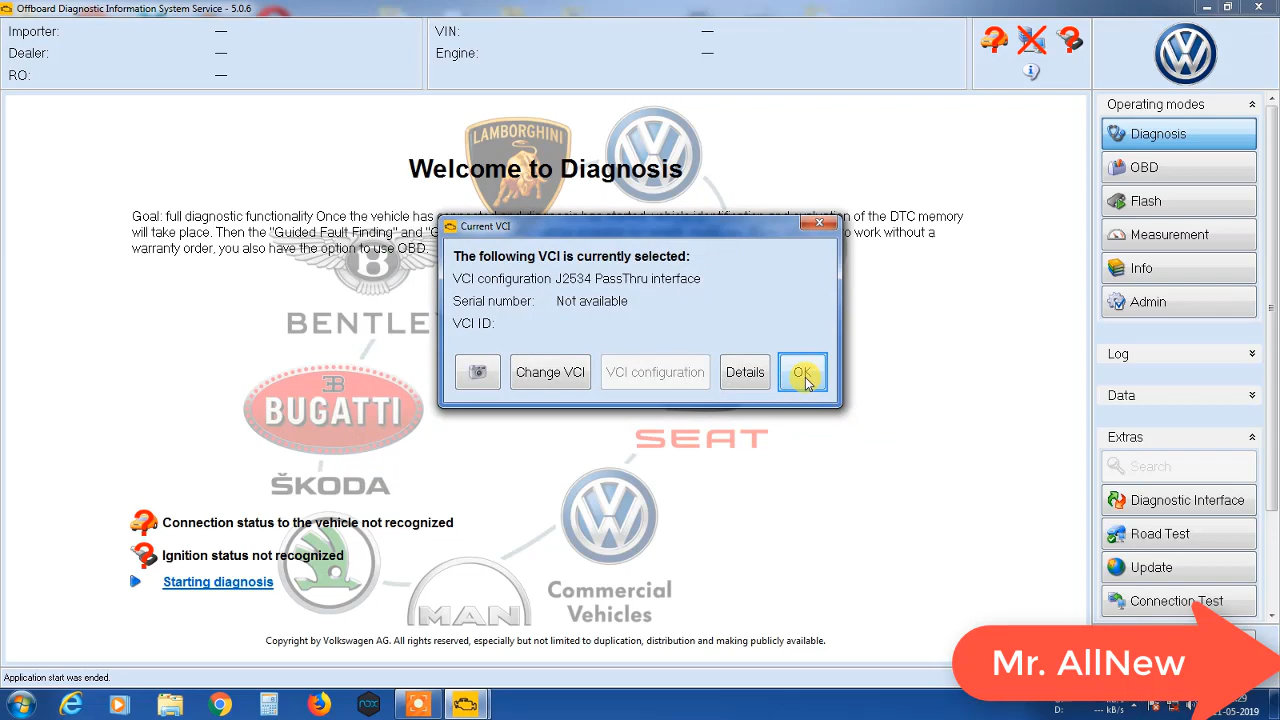 Offboard Diagnostic Information System Service - 5.0.6
Importer: —
Dealer: —
RO: —
VIN: —
Engine: —
Operating modes
Diagnosis
OBD
Flash
Measurement
Info
Admin
Log
Data
Extras
Search
Diagnostic Interface
Road Test
Update
Connection Test
LAMBORGHINI
Welcome to Diagnosis
Goal: full diagnostic functionality Once the vehicle has
of the DTC memory
will take place. Then the "Guided Fault Finding" and
to work without a
warranty order, you also have the option to use OBD.
BENTLEY
BUGATTI
ŠKODA
SEAT
MAN
Commercial
Vehicles
Current VCI
The following VCI is currently selected:
VCI configuration J2534 PassThru interface
Serial number: Not available
VCI ID:
Change VCI
VCI configuration
Details
OK
Connection status to the vehicle not recognized
Ignition status not recognized
Starting diagnosis
Copyright by Volkswagen AG. All rights reserved, especially but not limited to duplication, distribution and making publicly available.
Application start was ended.
Mr. AllNew
nox
D: --- kB/s
-05-2019